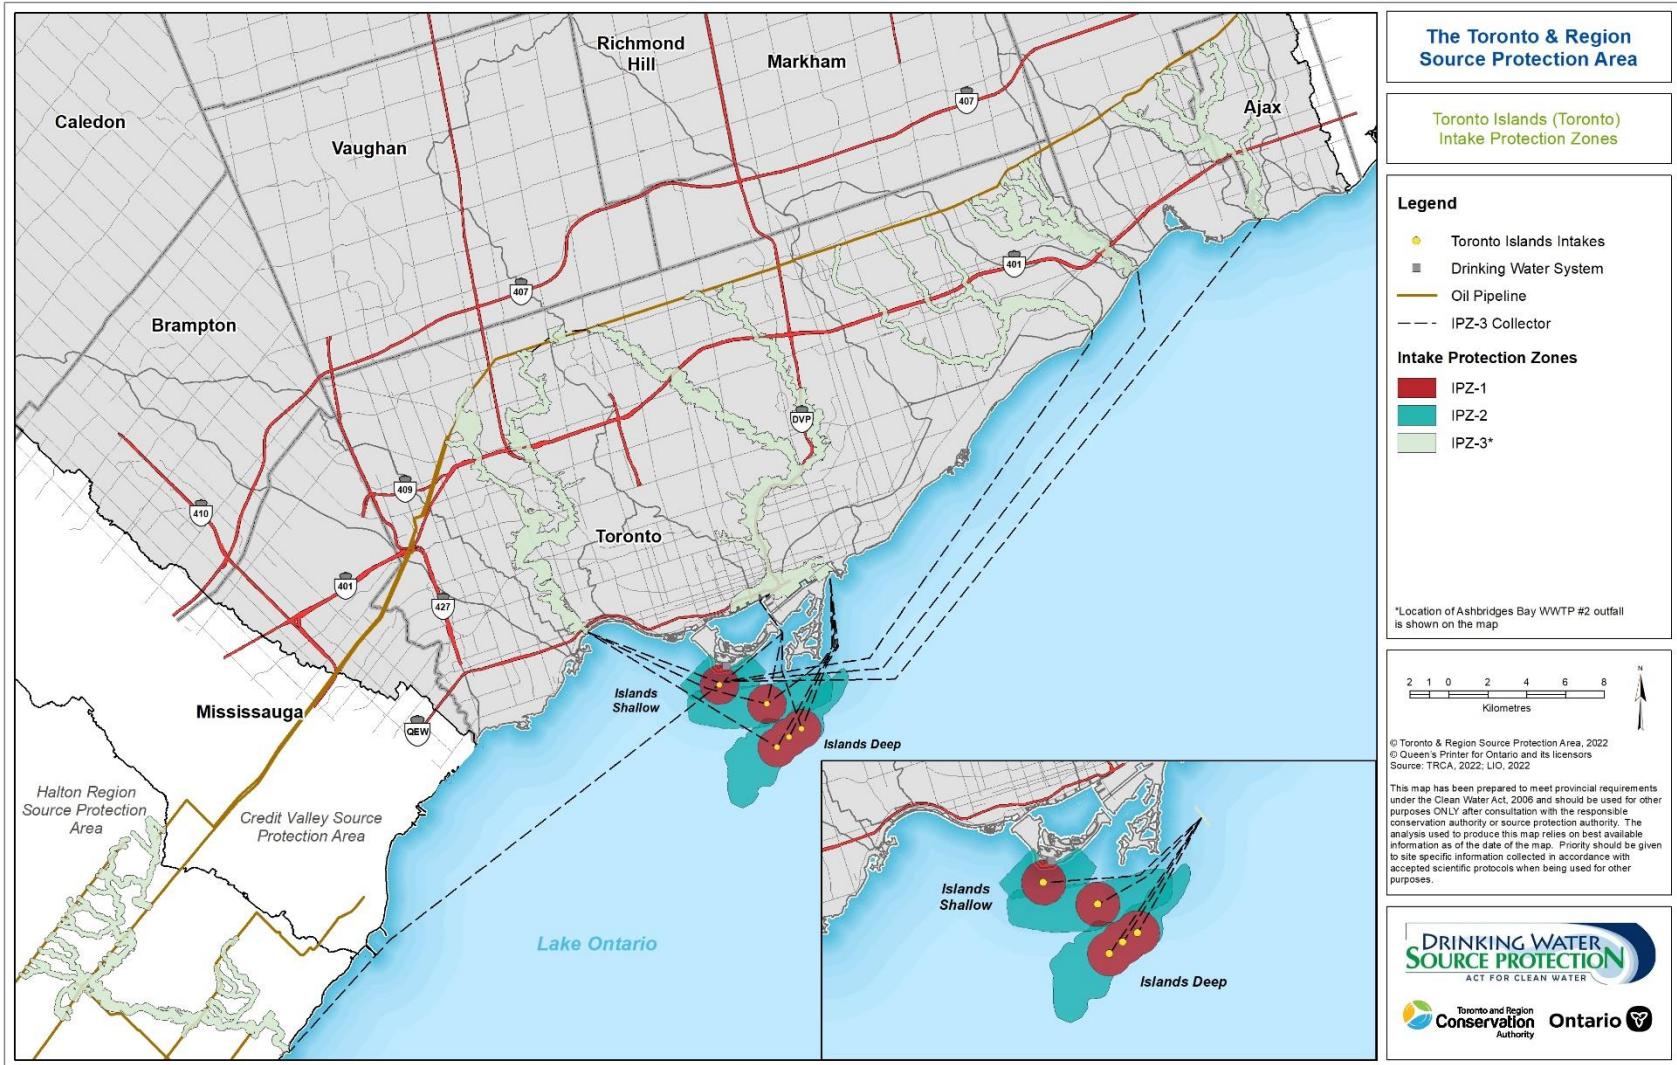 Richmond
Hill
Markham
Caledon
Vaughan
Ajax
407
407
401
Brampton
DVP
409
410
Toronto
401
427
Islands
Shallow
Mississauga
QEW
Islands Deep
Halton Region
Source Protection
Area
Credit Valley Source
Protection Area
Lake Ontario
Islands
Shallow
Islands Deep
The Toronto & Region
Source Protection Area
Toronto Islands (Toronto)
Intake Protection Zones
Legend
Toronto Islands Intakes
Drinking Water System
Oil Pipeline
IPZ-3 Collector
Intake Protection Zones
IPZ-1
IPZ-2
IPZ-3*
*Location of Ashbridges Bay WWTP #2 outfall
is shown on the map
N
2 1 0 2 4 6 8
Kilometres
© Toronto & Region Source Protection Area, 2022
© Queen's Printer for Ontario and its licensors
Source: TRCA, 2022; LIO, 2022
This map has been prepared to meet provincial requirements
under the Clean Water Act, 2006 and should be used for other
purposes ONLY after consultation with the responsible
conservation authority or source protection authority. The
analysis used to produce this map relies on best available
information as of the date of the map. Priority should be given
to site specific information collected in accordance with
accepted scientific protocols when being used for other
purposes.
DRINKING WATER
SOURCE PROTECTION
ACT FOR CLEAN WATER
Toronto and Region
Conservation
Authority
Ontario